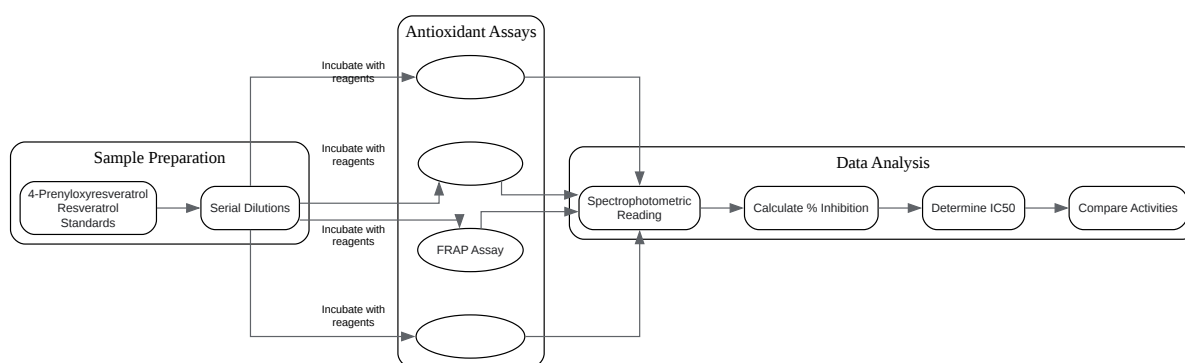 Antioxidant Assays
Incubate with
reagents
Incubate with
reagents
Sample Preparation
4-Prenyloxyresveratrol
Resveratrol
Standards
Serial Dilutions
Incubate with
reagents
FRAP Assay
Incubate with
reagents
Data Analysis
Spectrophotometric
Reading
Calculate % Inhibition
Determine IC50
Compare Activities